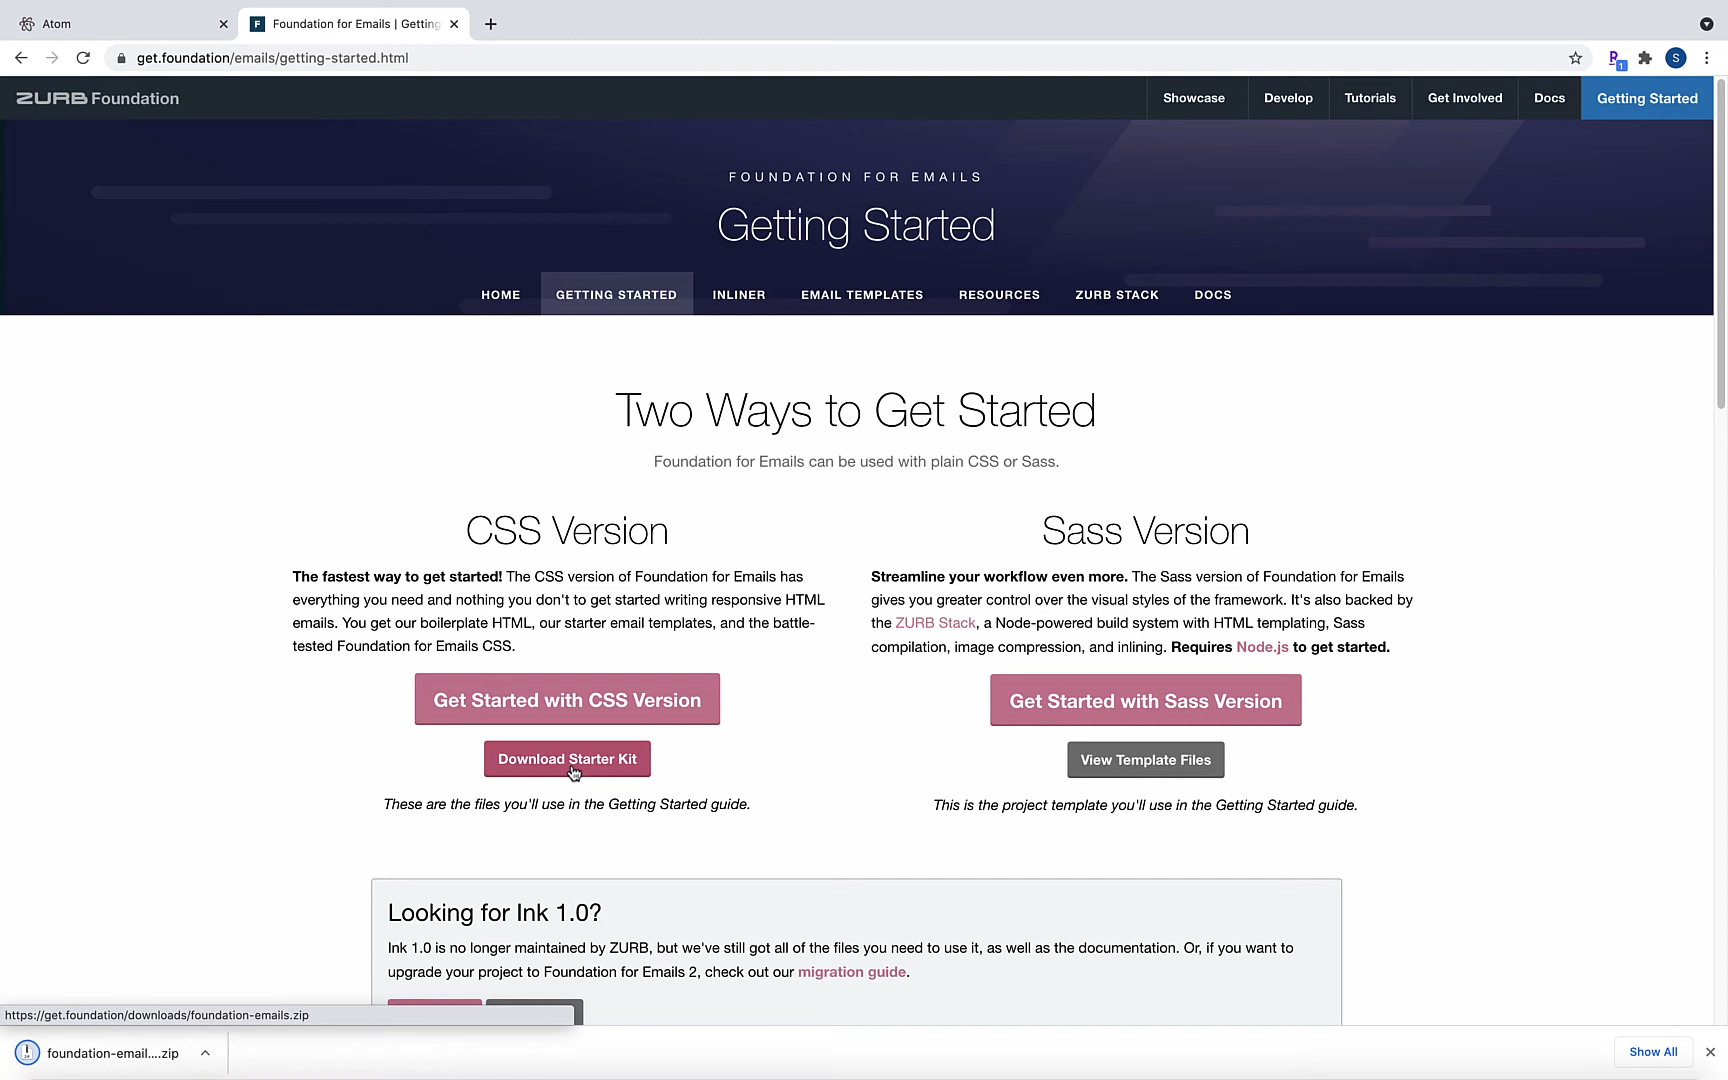 Atom
Foundation for Emails | Getting
get.foundation/emails/getting-started.html
1
S
ZURB Foundation
Showcase
Develop
Tutorials
Get Involved
Docs
Getting Started
FOUNDATION FOR EMAILS
Getting Started
HOME
GETTING STARTED
INLINER
EMAIL TEMPLATES
RESOURCES
ZURB STACK
DOCS
Two Ways to Get Started
Foundation for Emails can be used with plain CSS or Sass.
CSS Version
The fastest way to get started! The CSS version of Foundation for Emails has
everything you need and nothing you don't to get started writing responsive HTML
emails. You get our boilerplate HTML, our starter email templates, and the battle-
tested Foundation for Emails CSS.
Get Started with CSS Version
Download Starter Kit
These are the files you'll use in the Getting Started guide.
Sass Version
Streamline your workflow even more. The Sass version of Foundation for Emails
gives you greater control over the visual styles of the framework. It's also backed by
the ZURB Stack, a Node-powered build system with HTML templating, Sass
compilation, image compression, and inlining. Requires Node.js to get started.
Get Started with Sass Version
View Template Files
This is the project template you'll use in the Getting Started guide.
Looking for Ink 1.0?
Ink 1.0 is no longer maintained by ZURB, but we've still got all of the files you need to use it, as well as the documentation. Or, if you want to
upgrade your project to Foundation for Emails 2, check out our migration guide.
https://get.foundation/downloads/foundation-emails.zip
foundation-email....zip
Show All